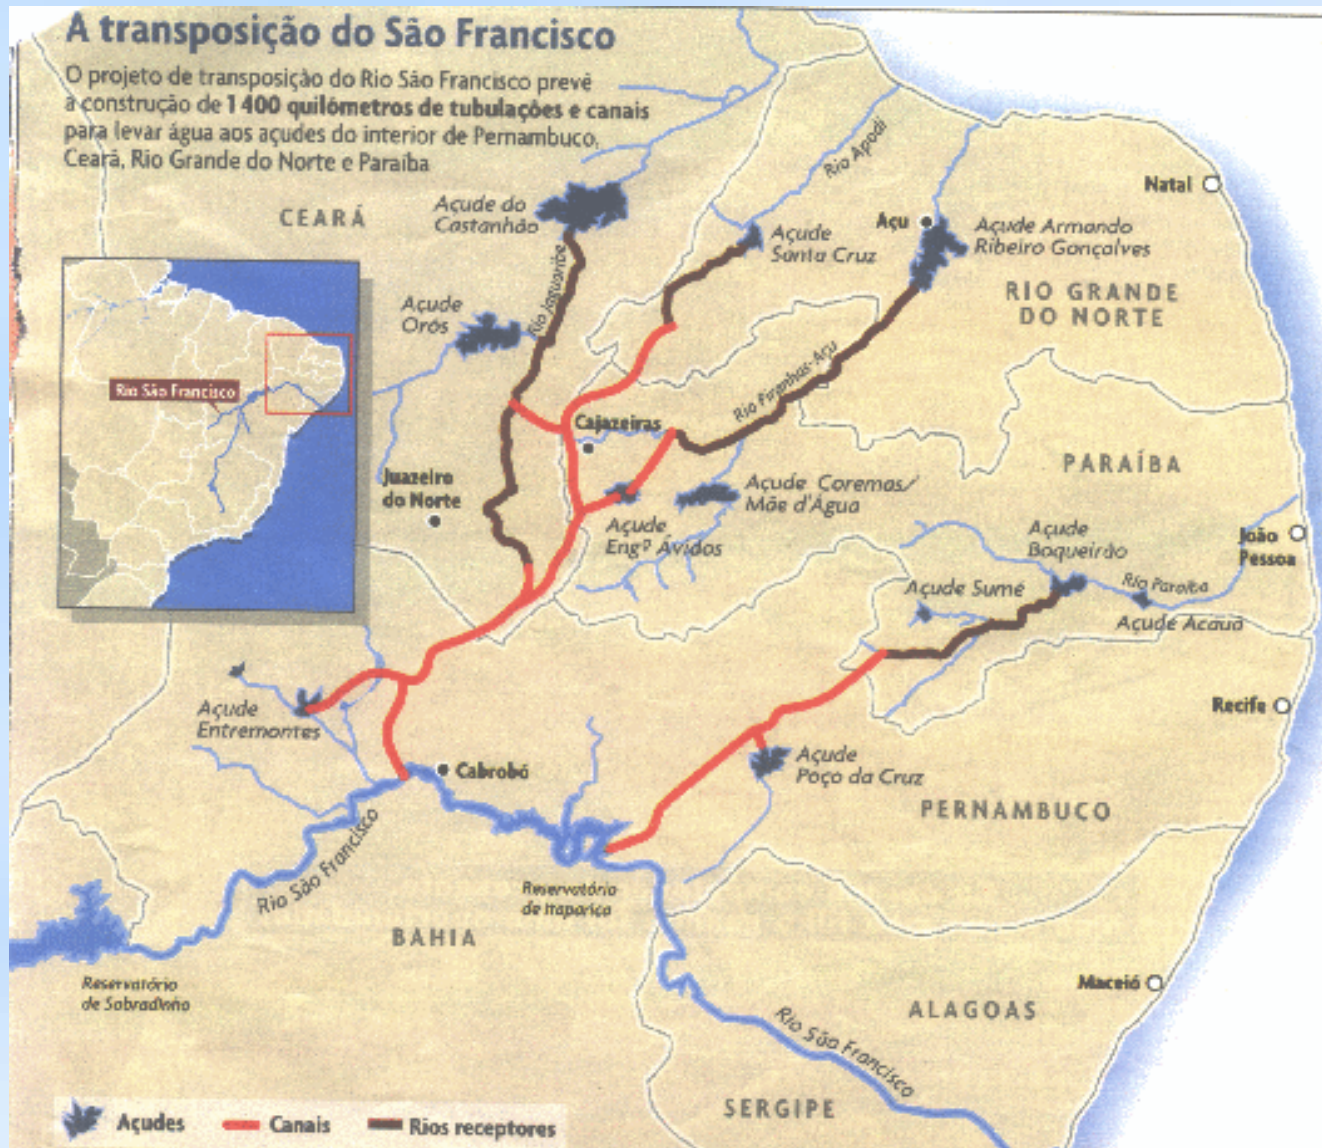 A transposição do São Francisco
O projeto de transposição do Rio São Francisco prevê
a construção de 1400 quilómetros de tubulações e canais
para levar água aos açudes do interior de Pernambuco,
Ceará, Rio Grande do Norte e Paraíba
CEARÁ
Açude do
Castanhão
Rio Apodi
Natal
Açu
Açude
Santa Cruz
Açude Armando
Ribeiro Gonçalves
Rio Jaguaribe
Açude
Orós
RIO GRANDE
DO NORTE
Rio São Francisco
Rio Piranhas-Açu
Cajazeiras
PARAÍBA
Juazeiro
do Norte
Açude Coremas/
Mãe d'Água
Açude
Engº Ávidos
Açude
Boqueirão
João
Pessoa
Açude Sumé
Rio Paraíba
Açude Acauã
Açude
Entremontes
Recife
Cabrobó
Açude
Poço da Cruz
PERNAMBUCO
Rio São Francisco
Reservatório
de Itaparica
BAHIA
Reservatório
de Sobradinho
Maceió
ALAGOAS
Rio São Francisco
SERGIPE
Açudes
Canais
Rios receptores